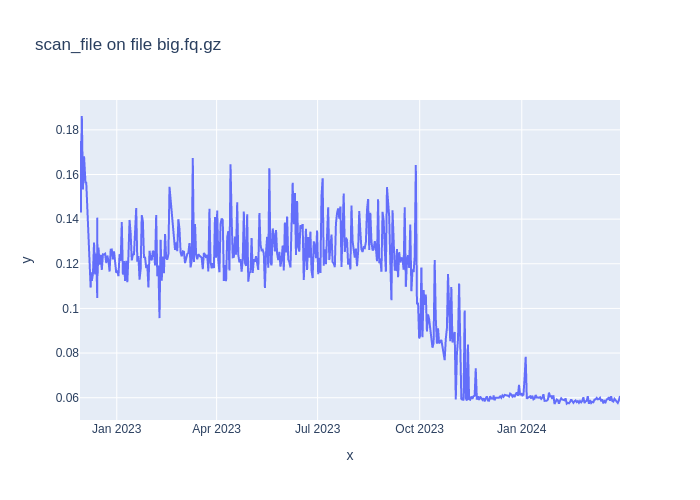 scan_file on file big.fq.gz
0.18
0.16
0.14
0.12
0.1
0.08
0.06
y
Jan 2023
Apr 2023
Jul 2023
Oct 2023
Jan 2024
x